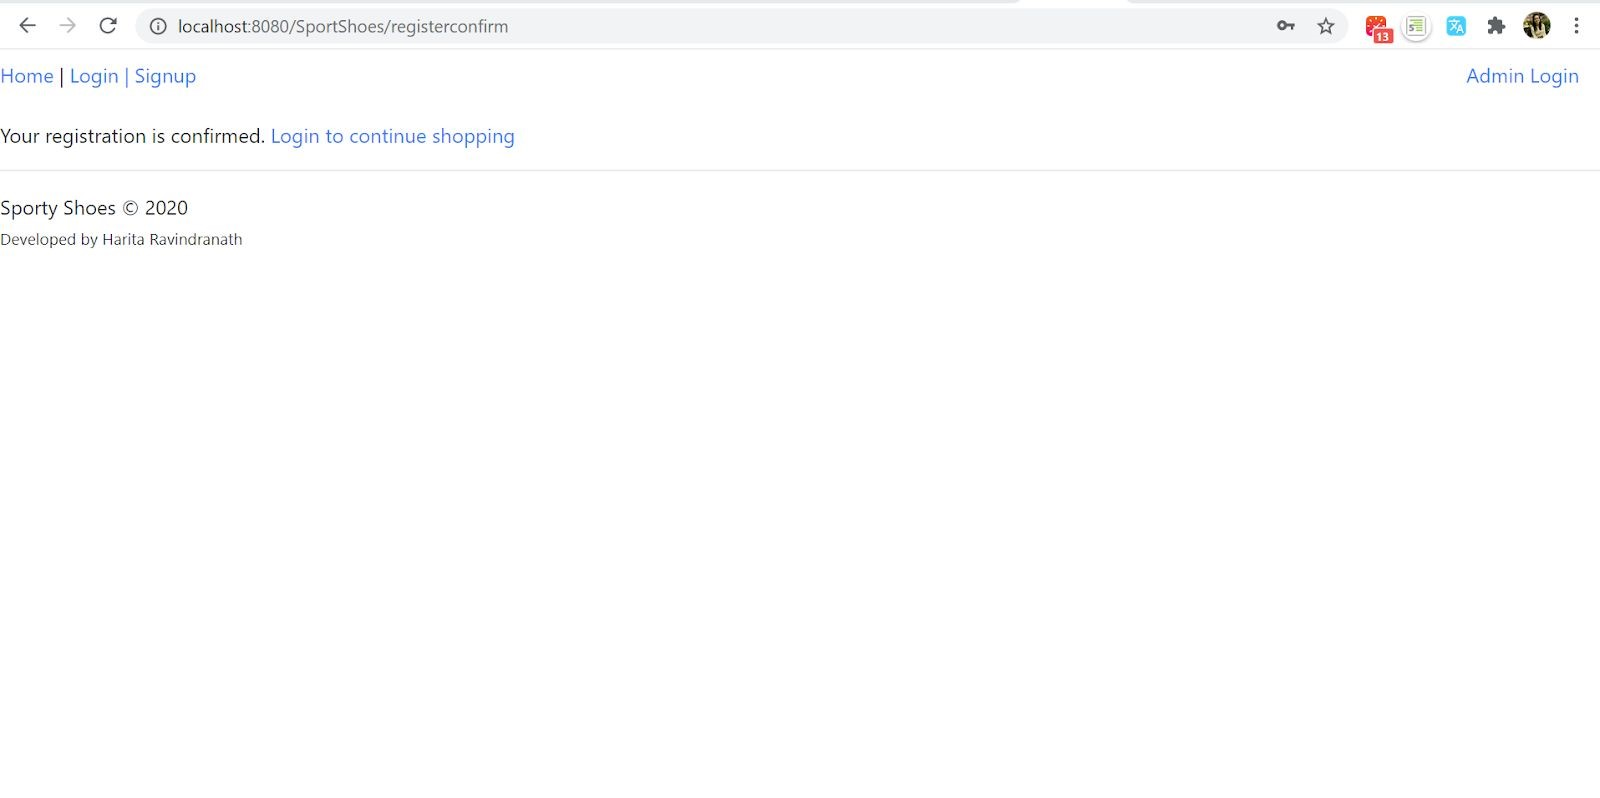 localhost:8080/SportShoes/registerconfirm
13
Home | Login | Signup Admin Login
Your registration is confirmed. Login to continue shopping
Sporty Shoes © 2020
Developed by Harita Ravindranath